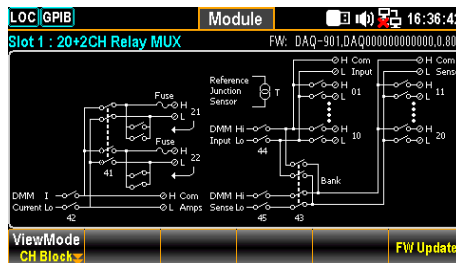 LOC GPIB Module 16:36:42
Slot 1 : 20+2CH Relay MUX FW: DAQ-901,DAQ000000000000,0.80
H Com H Com
L Input L Sens
Reference
Junction
Sensor
T
H 01 H 11
L L
Fuse
H 21
L
DMM Hi
Input Lo
H 10 H 20
L L
44
Fuse
H 22
L
41
Bank
DMM I H Com DMM Hi
Current Lo L Amps Sense Lo
42 45 43
ViewMode
CH Block FW Update